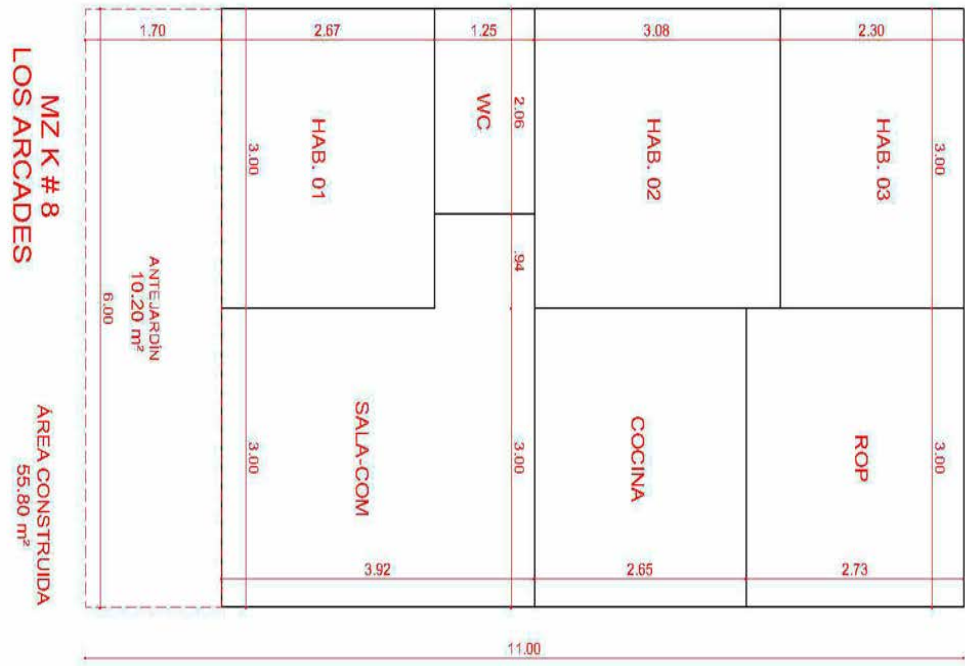 1.70
2.67
1.25
3.08
2.30
HAB. 01
3.00
WC
2.06
.94
HAB. 02
HAB. 03
3.00
MZ K # 8
LOS ARCADES
ANTEJARDÍN
10.20 m²
6.00
SALA-COM
3.00
3.00
COCINA
ROP
3.00
3.92
2.65
2.73
ÁREA CONSTRUIDA
55.80 m²
11.00